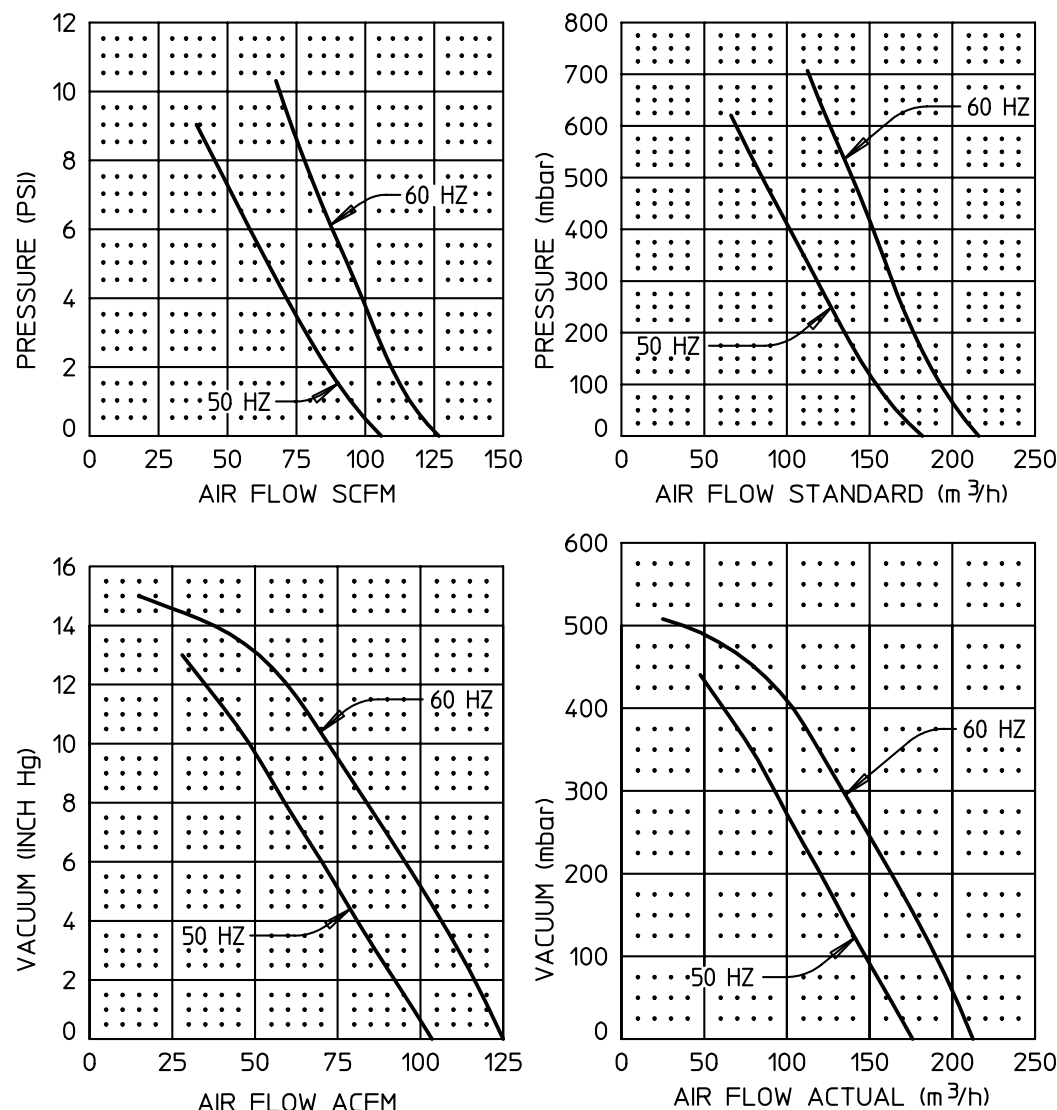 12
10
8
6
4
2
0
PRESSURE (PSI)
60 HZ
50 HZ
0 25 50 75 100 125 150
AIR FLOW SCFM
800
700
600
500
400
300
200
100
0
PRESSURE (mbar)
60 HZ
50 HZ
0 50 100 150 200 250
AIR FLOW STANDARD (m³/h)
16
14
12
10
8
6
4
2
0
VACUUM (INCH Hg)
60 HZ
50 HZ
0 25 50 75 100 125
AIR FLOW ACFM
600
500
400
300
200
100
0
VACUUM (mbar)
60 HZ
50 HZ
0 50 100 150 200 250
AIR FLOW ACTUAL (m³/h)